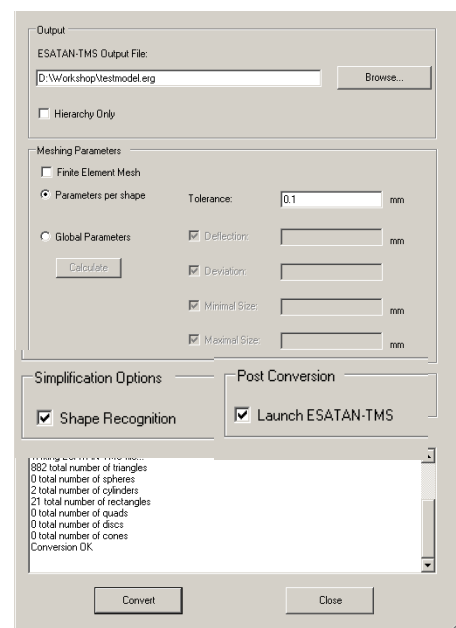 Output
ESATAN-TMS Output File:
D:\Workshop\testmodel.erg
Browse...
Hierarchy Only
Meshing Parameters
Finite Element Mesh
Parameters per shape
Tolerance:
0.1
mm
Global Parameters
Deflection:
mm
Calculate
Deviation:
Minimal Size:
mm
Maximal Size:
mm
Simplification Options
Post Conversion
Shape Recognition
Launch ESATAN-TMS
882 total number of triangles
0 total number of spheres
2 total number of cylinders
21 total number of rectangles
0 total number of quads
0 total number of discs
0 total number of cones
Conversion OK
Convert
Close